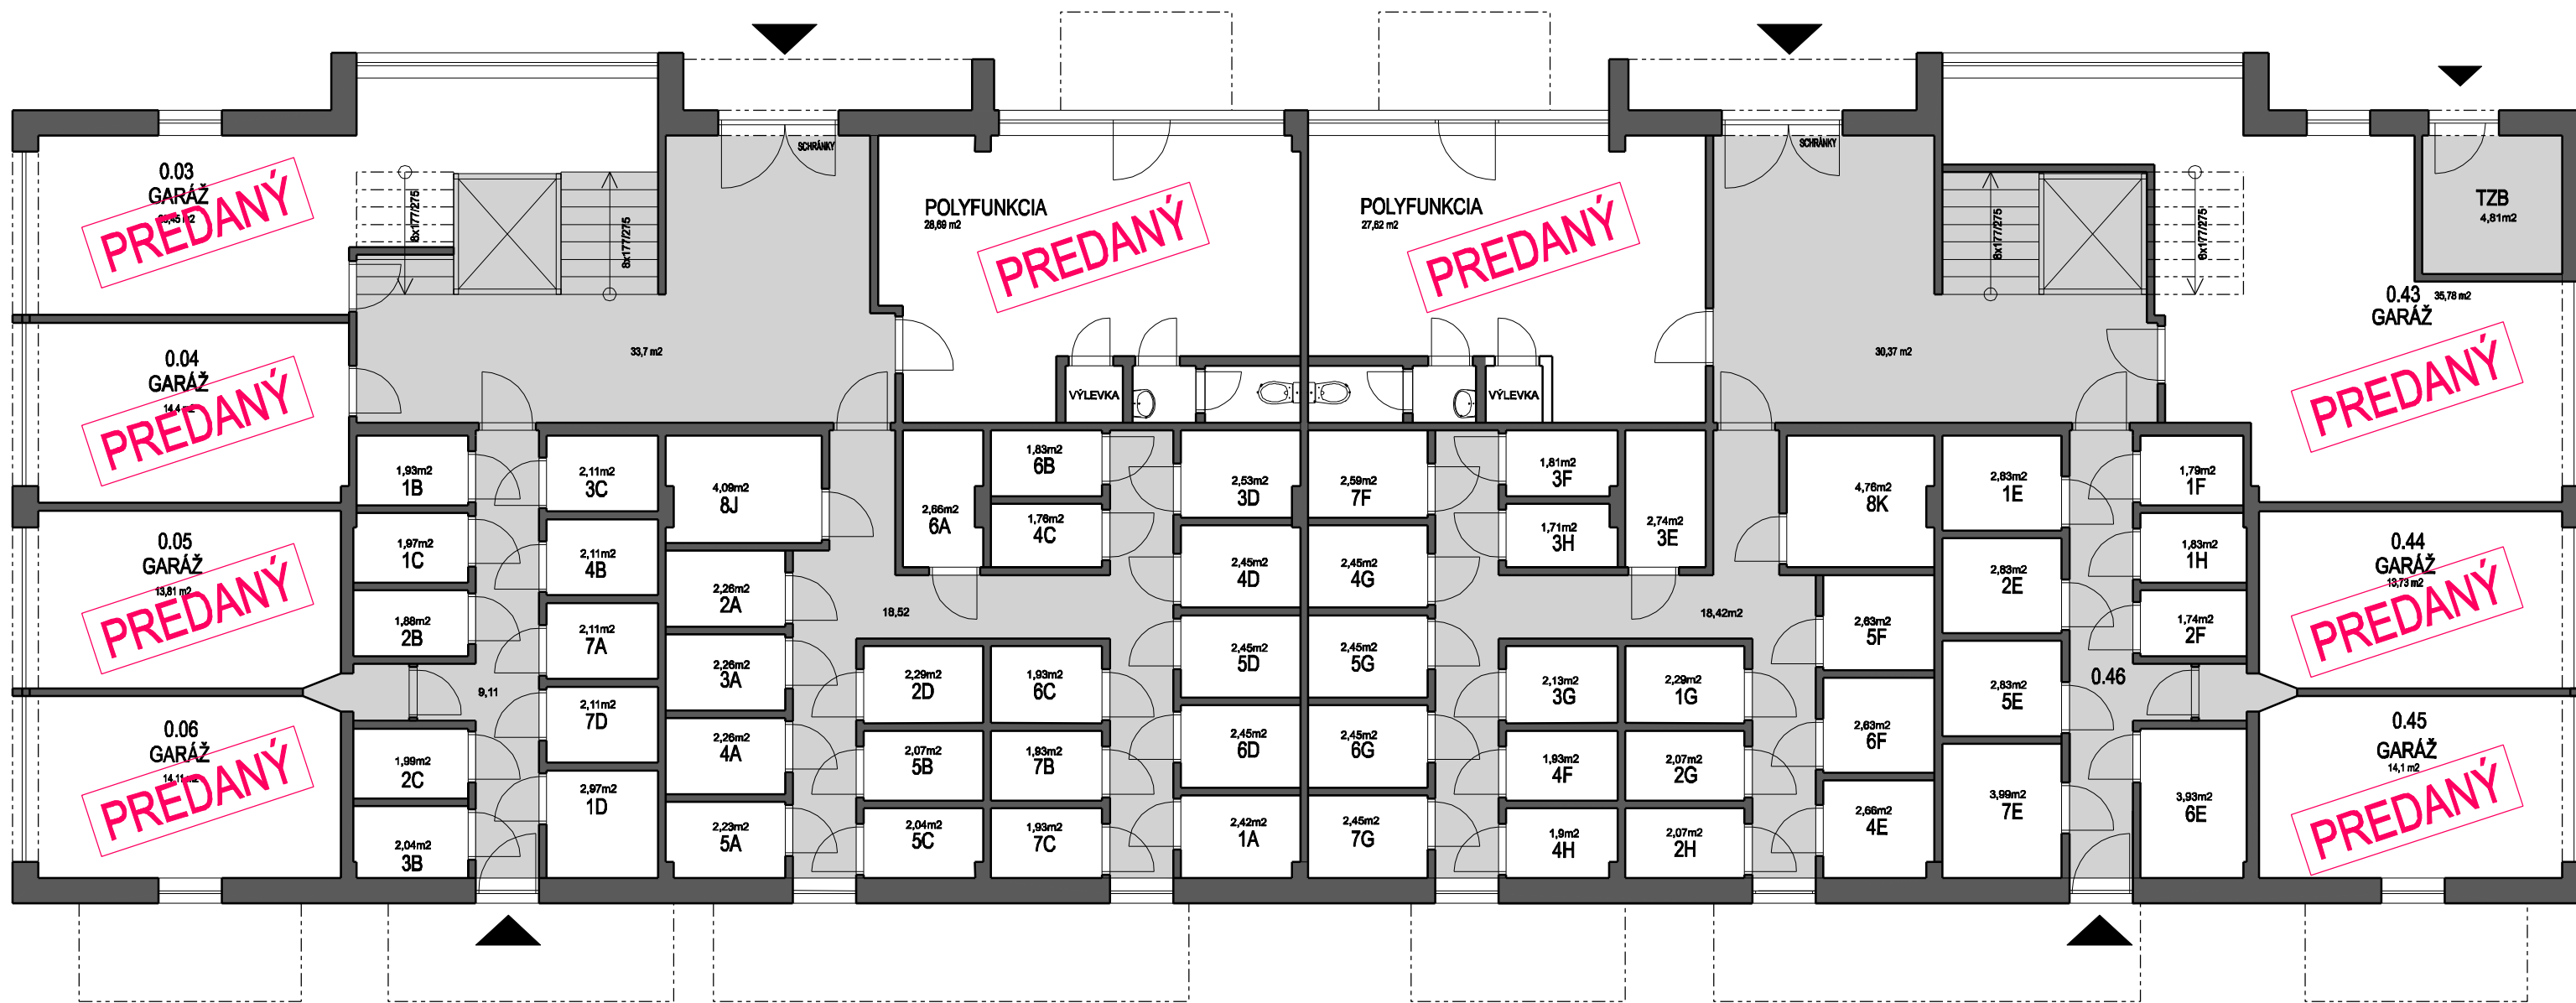 SCHRÁNKY
SCHRÁNKY
0.03
GARÁŽ
PREDANÝ
8x177/275
8x177/275
POLYFUNKCIA
28,69 m2
PREDANÝ
POLYFUNKCIA
27,62 m2
PREDANÝ
8x177/275
8x177/275
TZB
4,81m2
0.43
35,78 m2
GARÁŽ
PREDANÝ
33,7 m2
30,37 m2
VÝLEVKA
VÝLEVKA
0.04
GARÁŽ
PREDANÝ
0.05
GARÁŽ
13,81 m2
PREDANÝ
0.06
GARÁŽ
PREDANÝ
1,93m2
1B
1,97m2
1C
1,88m2
2B
9,11
1,99m2
2C
2,04m2
3B
2,11m2
3C
2,11m2
4B
2,11m2
7A
2,11m2
7D
2,97m2
1D
4,09m2
8J
2,26m2
2A
2,26m2
3A
2,26m2
4A
2,23m2
5A
2,66m2
6A
1,83m2
6B
1,76m2
4C
18,52
2,29m2
2D
2,07m2
5B
2,04m2
5C
1,93m2
6C
1,93m2
7B
1,93m2
7C
2,53m2
3D
2,45m2
4D
2,45m2
5D
2,45m2
6D
2,42m2
1A
2,59m2
7F
2,45m2
4G
2,45m2
5G
2,45m2
6G
2,45m2
7G
1,81m2
3F
1,71m2
3H
2,74m2
3E
18,42m2
2,13m2
3G
1,93m2
4F
1,9m2
4H
2,29m2
1G
2,07m2
2G
2,07m2
2H
4,76m2
8K
2,63m2
5F
2,63m2
6F
2,66m2
4E
2,83m2
1E
2,83m2
2E
2,83m2
5E
3,99m2
7E
1,79m2
1F
1,83m2
1H
1,74m2
2F
0.46
3,93m2
6E
0.44
GARÁŽ
13,73 m2
PREDANÝ
0.45
GARÁŽ
14,1 m2
PREDANÝ